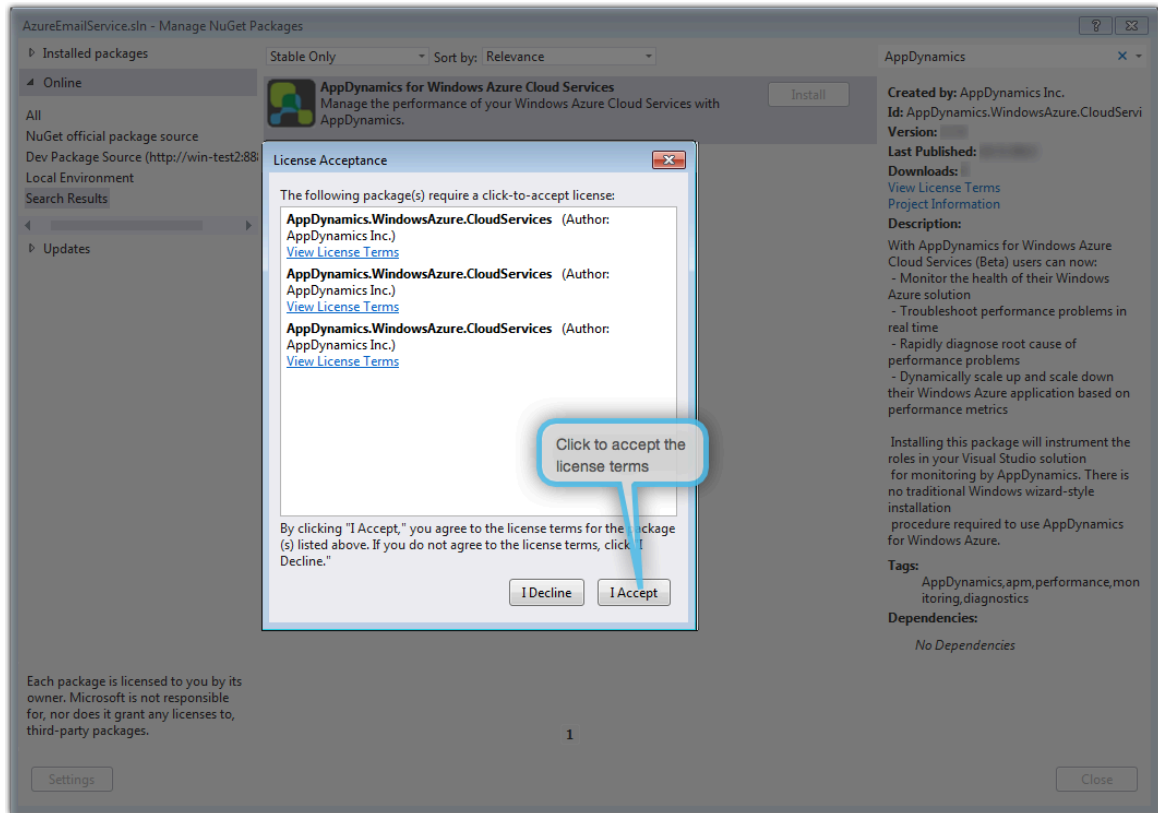 AzureEmailService.sln - Manage NuGet Packages
Installed packages
Online
All
NuGet official package source
Dev Package Source (http://win-test2:88
Local Environment
Search Results
Updates
Each package is licensed to you by its
owner. Microsoft is not responsible
for, nor does it grant any licenses to,
third-party packages.
Settings
Stable Only
Sort by: Relevance
AppDynamics for Windows Azure Cloud Services
Manage the performance of your Windows Azure Cloud Services with
AppDynamics.
Install
License Acceptance
The following package(s) require a click-to-accept license:
AppDynamics.WindowsAzure.CloudServices (Author:
AppDynamics Inc.)
View License Terms
AppDynamics.WindowsAzure.CloudServices (Author:
AppDynamics Inc.)
View License Terms
AppDynamics.WindowsAzure.CloudServices (Author:
AppDynamics Inc.)
View License Terms
Click to accept the
license terms
By clicking "I Accept," you agree to the license terms for the package
(s) listed above. If you do not agree to the license terms, click "I
Decline."
I Decline
I Accept
1
AppDynamics
Created by: AppDynamics Inc.
Id: AppDynamics.WindowsAzure.CloudServi
Version:
Last Published:
Downloads:
View License Terms
Project Information
Description:
With AppDynamics for Windows Azure
Cloud Services (Beta) users can now:
- Monitor the health of their Windows
Azure solution
- Troubleshoot performance problems in
real time
- Rapidly diagnose root cause of
performance problems
- Dynamically scale up and scale down
their Windows Azure application based on
performance metrics
Installing this package will instrument the
roles in your Visual Studio solution
for monitoring by AppDynamics. There is
no traditional Windows wizard-style
installation
procedure required to use AppDynamics
for Windows Azure.
Tags:
AppDynamics,apm,performance,mon
itoring,diagnostics
Dependencies:
No Dependencies
Close